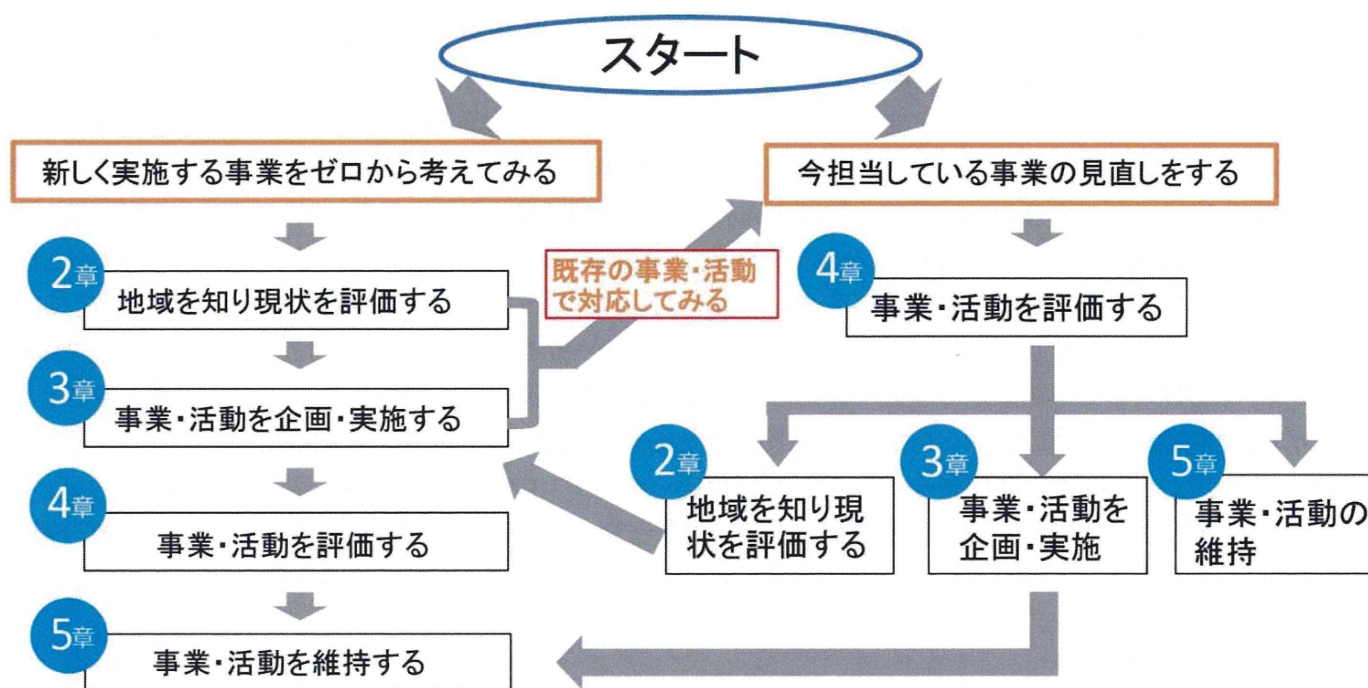 スタート
新しく実施する事業をゼロから考えてみる
今担当している事業の見直しをする
2章
地域を知り現状を評価する
3章
事業・活動を企画・実施する
4章
事業・活動を評価する
5章
事業・活動を維持する
既存の事業・活動
で対応してみる
4章
事業・活動を評価する
2章
地域を知り現
状を評価する
3章
事業・活動を
企画・実施
5章
事業・活動の
維持